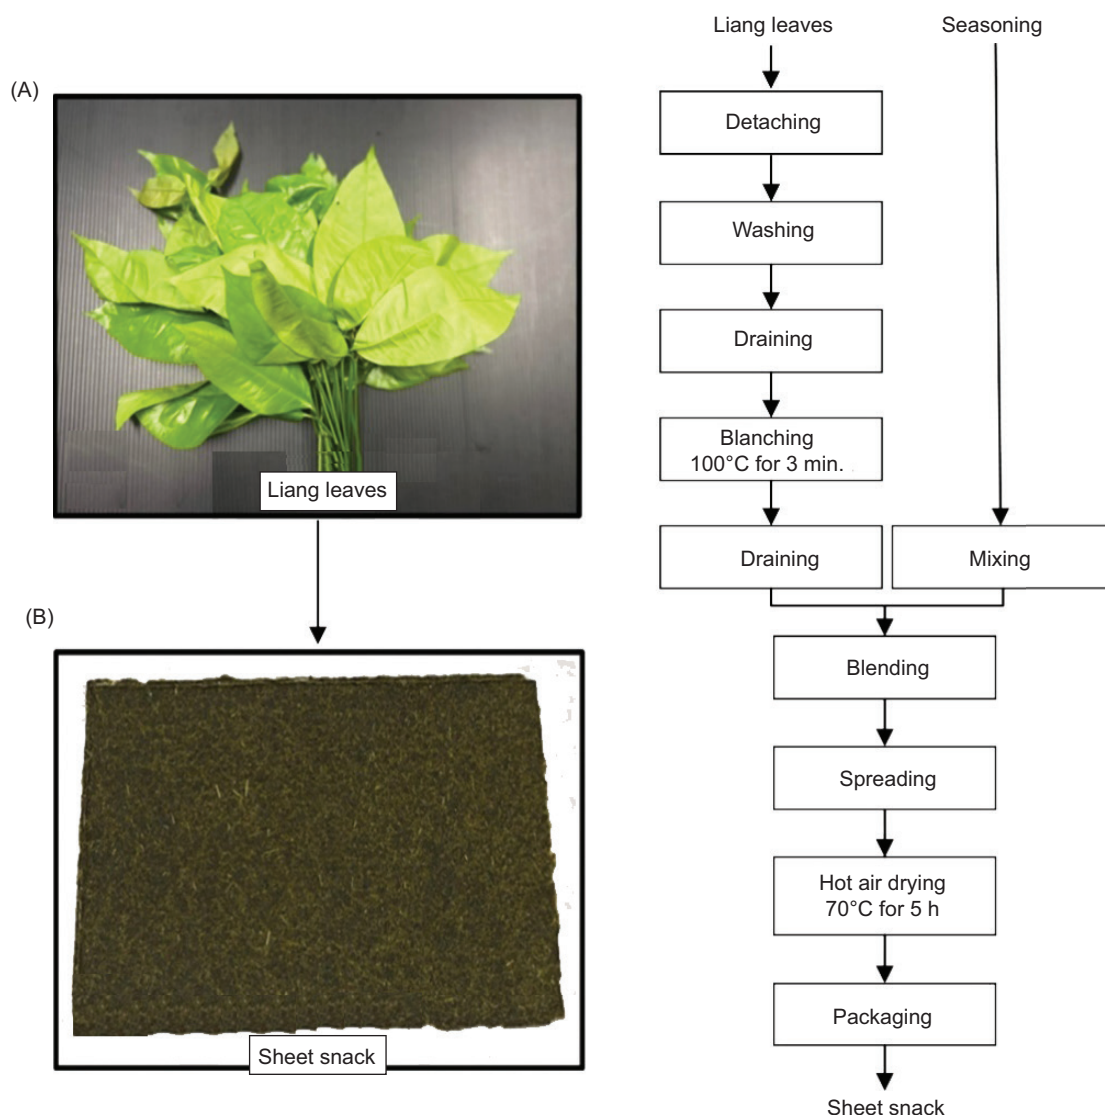 (A)
Liang leaves
(B)
Sheet snack
Liang leaves
Seasoning
Detaching
Washing
Draining
Blanching
100°C for 3 min.
Draining
Mixing
Blending
Spreading
Hot air drying
70°C for 5 h
Packaging
Sheet snack